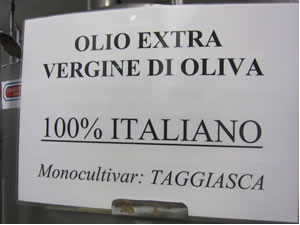 OLIO EXTRA
VERGINE DI OLIVA
100% ITALIANO
Monocultivar: TAGGIASCA